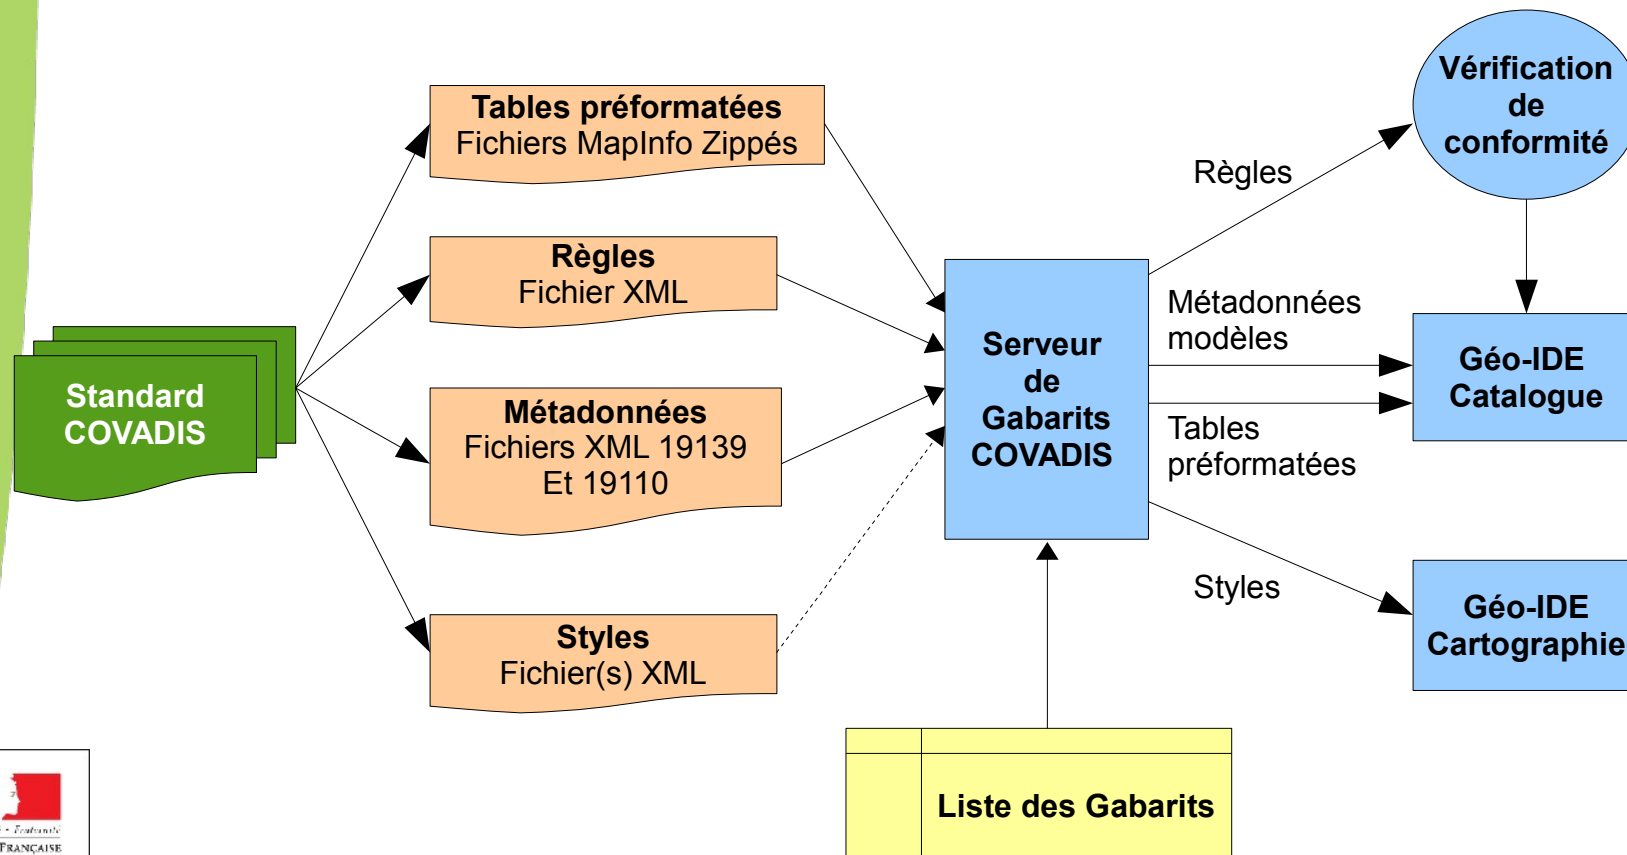 Tables préformatées
Fichiers MapInfo Zippés
Règles
Fichier XML
Métadonnées
Fichiers XML 19139
Et 19110
Styles
Fichier(s) XML
Standard
COVADIS
Serveur
de
Gabarits
COVADIS
Règles
Métadonnées
modèles
Tables
préformatées
Styles
Vérification
de
conformité
Géo-IDE
Catalogue
Géo-IDE
Cartographie
Liste des Gabarits
Fraternité
FRANÇAISE